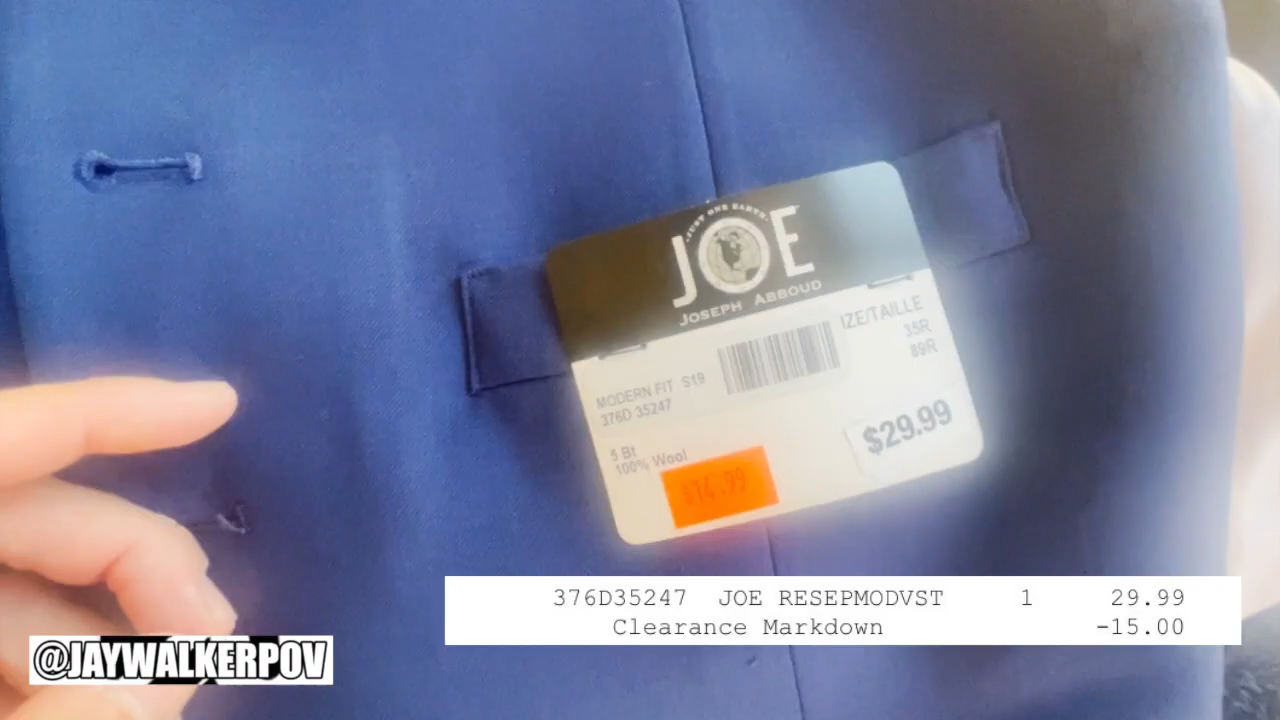 JUST ONE EARTH
JOE
JOSEPH ABBOUD
IZE/TAILLE
35R
89R
MODERN FIT S19
376D 35247
5 Bt
100% Wool
$29.99
$14.99
376D35247 JOE RESEPMODVST 1 29.99
Clearance Markdown -15.00
@JAYWALKERPOV